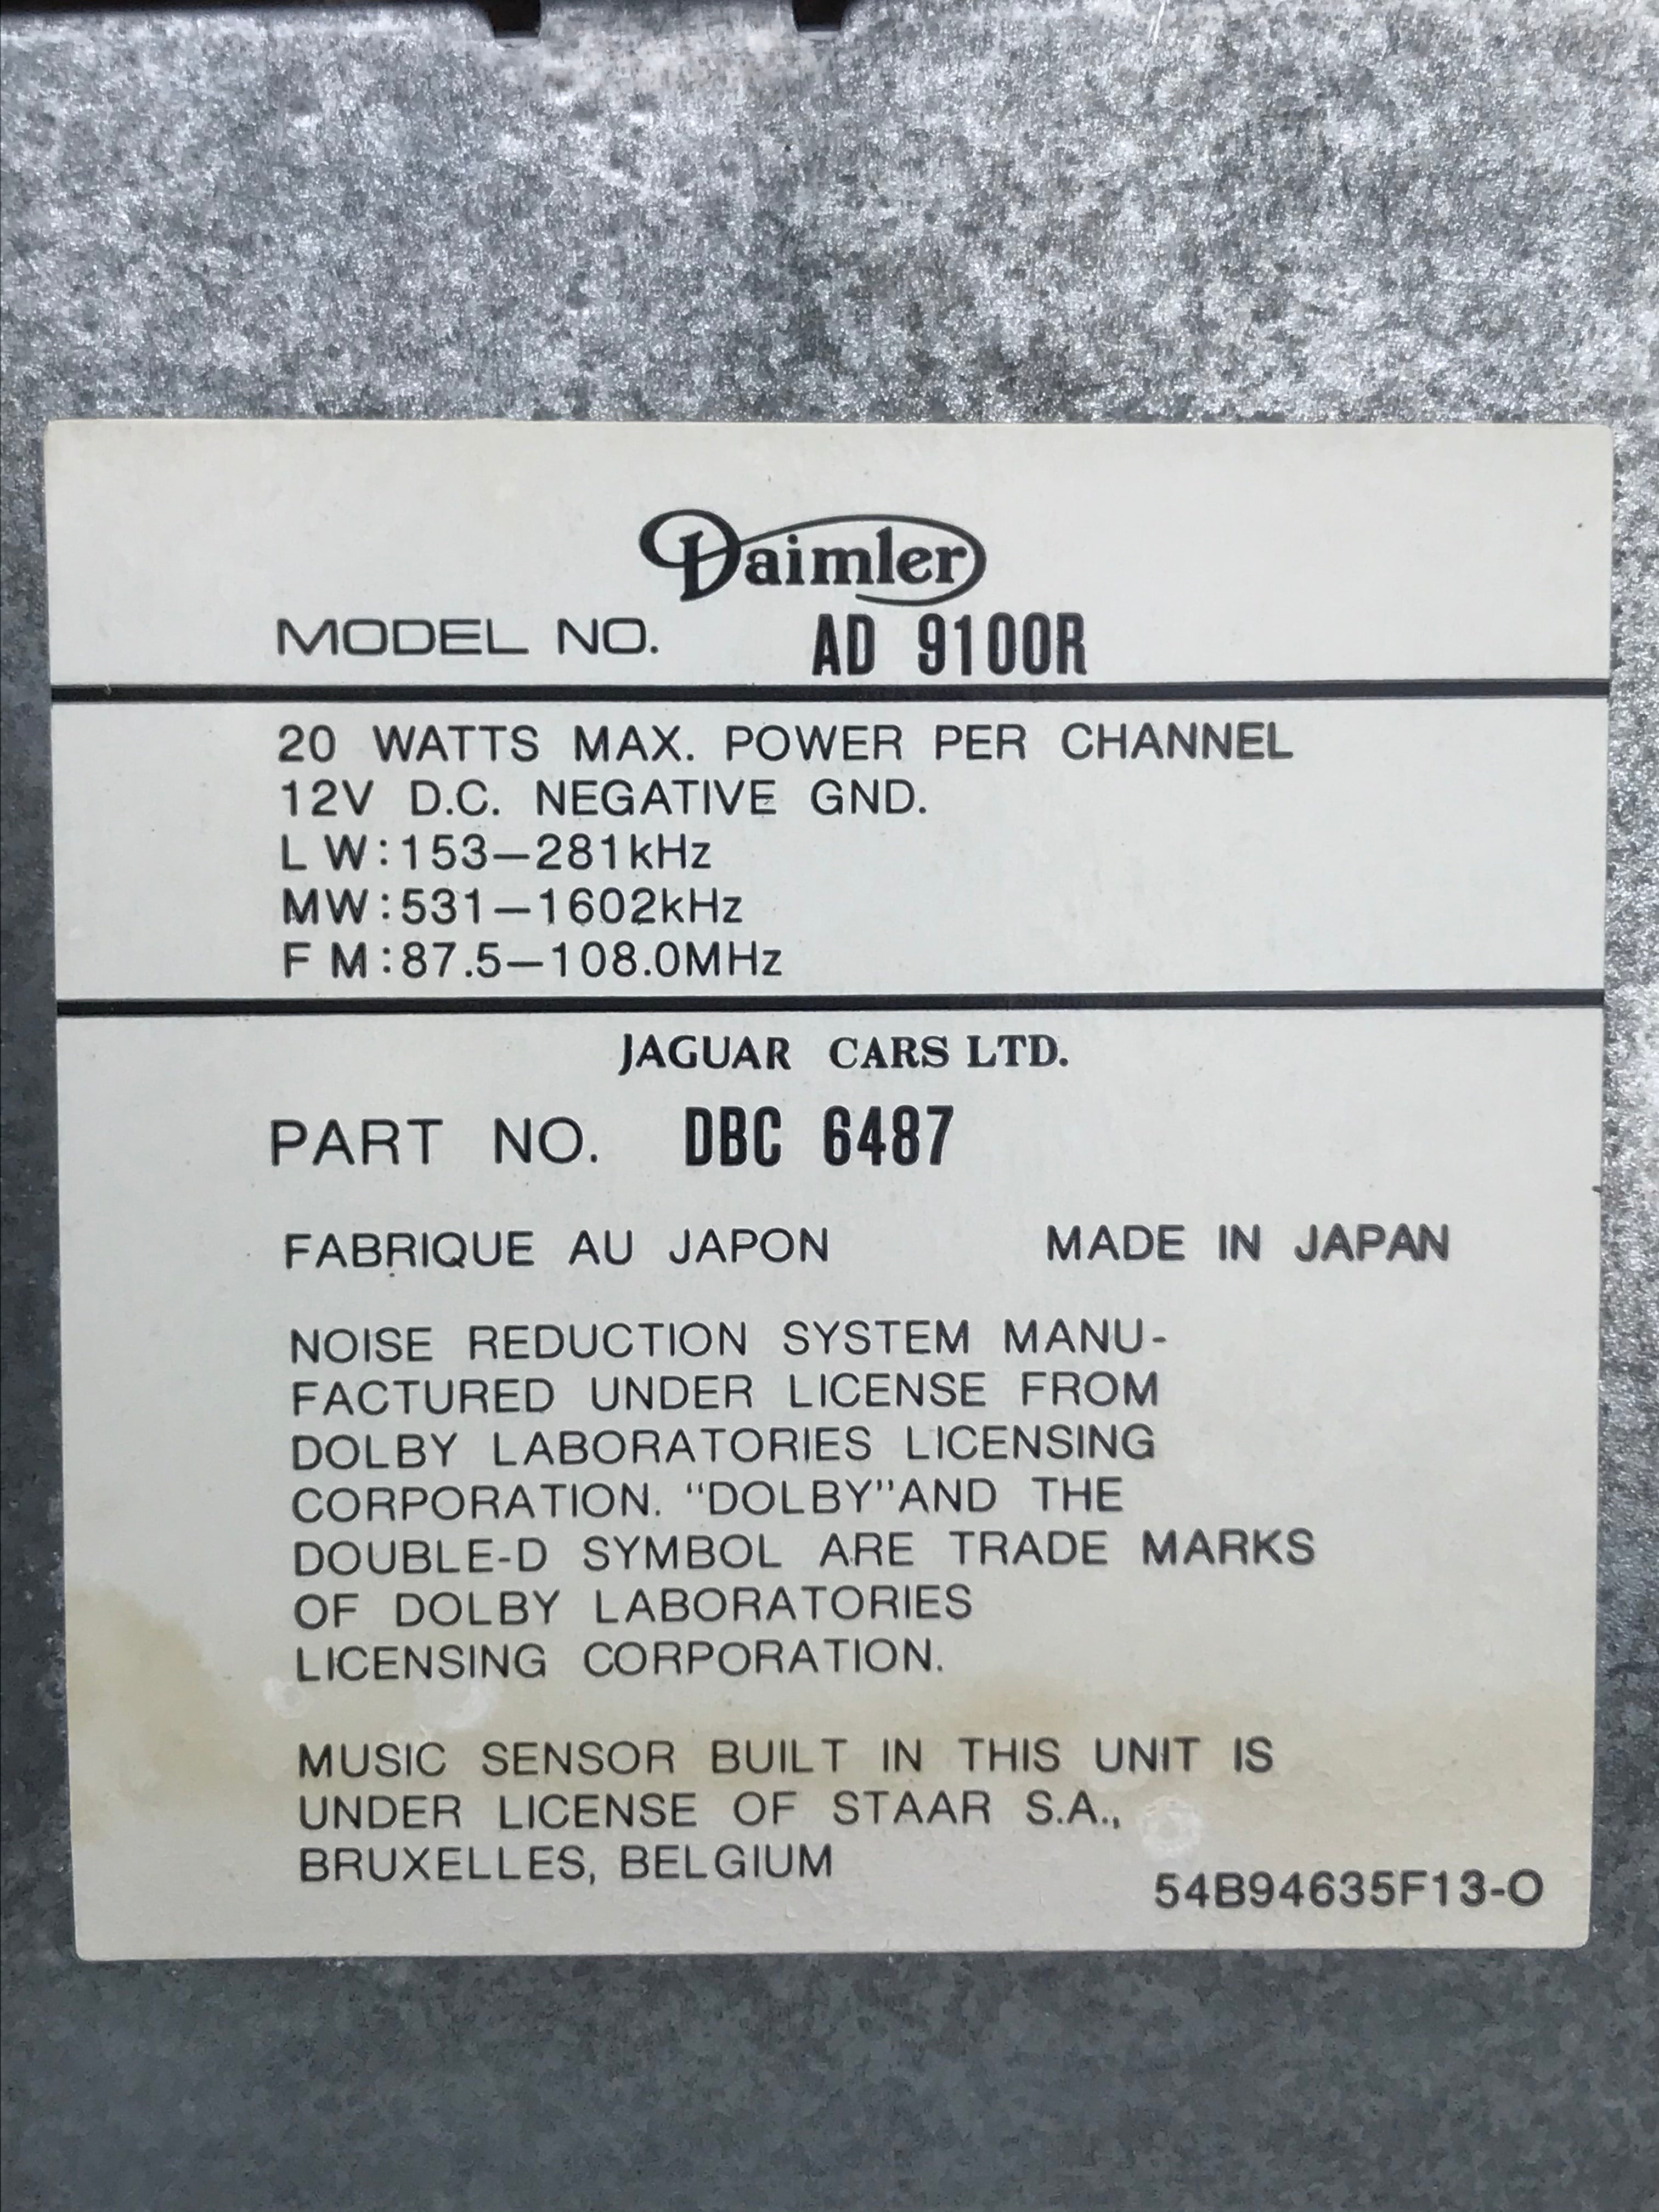 Daimler
MODEL NO. AD 9100R
20 WATTS MAX. POWER PER CHANNEL
12V D.C. NEGATIVE GND.
LW:153—281kHz
MW:531—1602kHz
FM:87.5—108.0MHz
JAGUAR CARS LTD.
PART NO. DBC 6487
FABRIQUE AU JAPON MADE IN JAPAN
NOISE REDUCTION SYSTEM MANU-
FACTURED UNDER LICENSE FROM
DOLBY LABORATORIES LICENSING
CORPORATION. "DOLBY"AND THE
DOUBLE-D SYMBOL ARE TRADE MARKS
OF DOLBY LABORATORIES
LICENSING CORPORATION.
MUSIC SENSOR BUILT IN THIS UNIT IS
UNDER LICENSE OF STAAR S.A.,
BRUXELLES, BELGIUM
54B94635F13-O